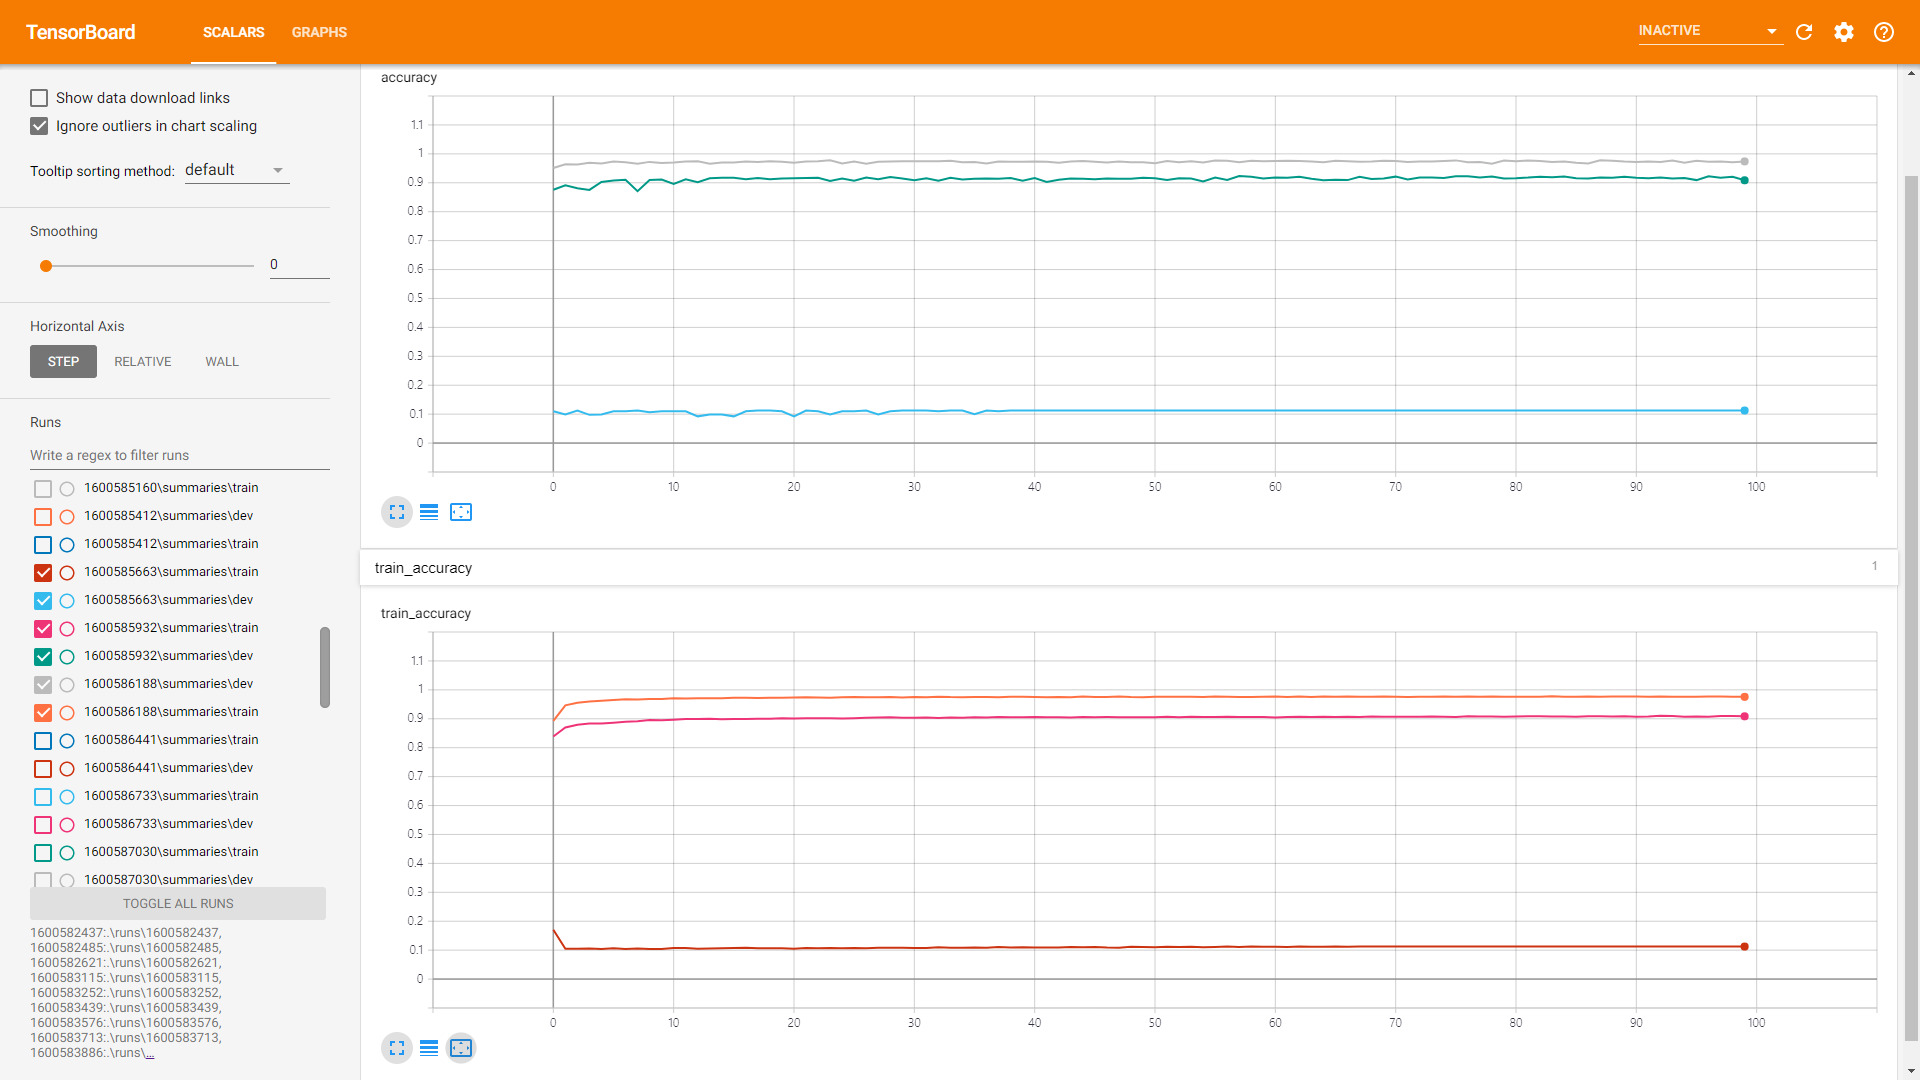 TensorBoard
SCALARS GRAPHS
INACTIVE
Show data download links
Ignore outliers in chart scaling
Tooltip sorting method: default
Smoothing
0
Horizontal Axis
STEP RELATIVE WALL
Runs
Write a regex to filter runs
1600585160\summaries\train
1600585412\summaries\dev
1600585412\summaries\train
1600585663\summaries\train
1600585663\summaries\dev
1600585932\summaries\train
1600585932\summaries\dev
1600586188\summaries\dev
1600586188\summaries\train
1600586441\summaries\train
1600586441\summaries\dev
1600586733\summaries\train
1600586733\summaries\dev
1600587030\summaries\train
1600587030\summaries\dev
TOGGLE ALL RUNS
1600582437:.\runs\1600582437,
1600582485:.\runs\1600582485,
1600582621:.\runs\1600582621,
1600583115:.\runs\1600583115,
1600583252:.\runs\1600583252,
1600583439:.\runs\1600583439,
1600583576:.\runs\1600583576,
1600583713:.\runs\1600583713,
1600583886:.\runs\...
accuracy
1.1
1
0.9
0.8
0.7
0.6
0.5
0.4
0.3
0.2
0.1
0
0 10 20 30 40 50 60 70 80 90 100
train_accuracy 1
train_accuracy
1.1
1
0.9
0.8
0.7
0.6
0.5
0.4
0.3
0.2
0.1
0
0 10 20 30 40 50 60 70 80 90 100